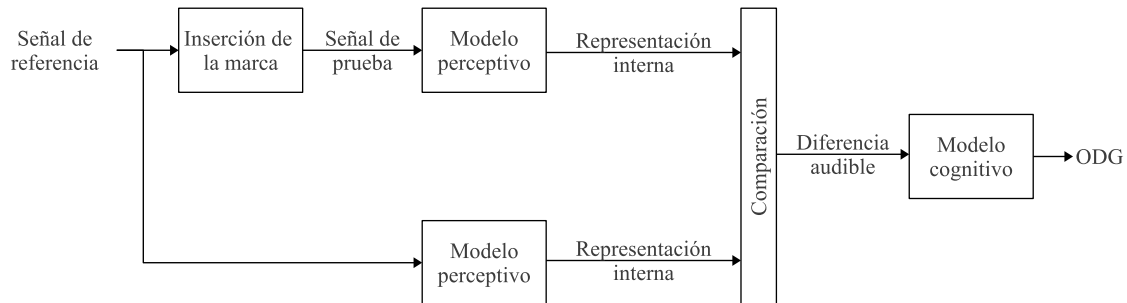 Señal de
referencia
Inserción de
la marca
Señal de
prueba
Modelo
perceptivo
Representación
interna
Comparación
Diferencia
audible
Modelo
cognitivo
ODG
Modelo
perceptivo
Representación
interna